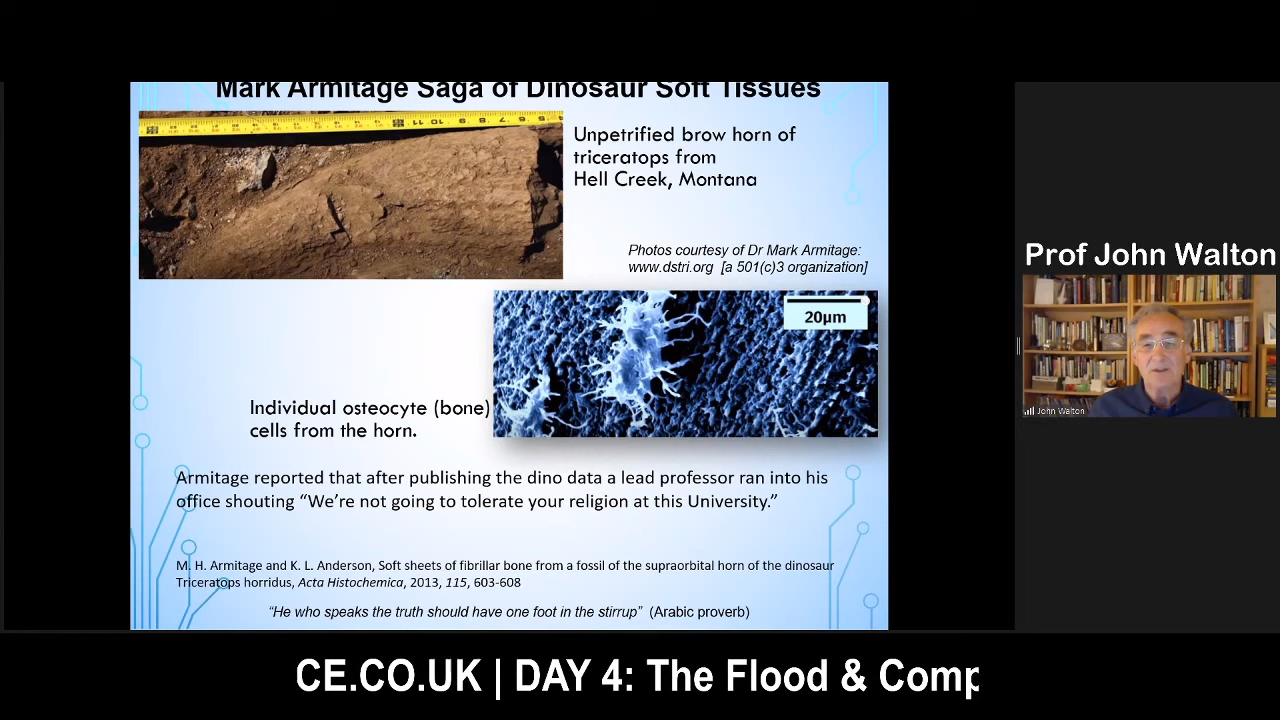 Mark Armitage Saga of Dinosaur Soft Tissues
Unpetrified brow horn of
triceratops from
Hell Creek, Montana
Photos courtesy of Dr Mark Armitage:
www.dstri.org [a 501(c)3 organization]
20µm
Individual osteocyte (bone)
cells from the horn.
Armitage reported that after publishing the dino data a lead professor ran into his
office shouting “We’re not going to tolerate your religion at this University.”
M. H. Armitage and K. L. Anderson, Soft sheets of fibrillar bone from a fossil of the supraorbital horn of the dinosaur
Triceratops horridus, Acta Histochemica, 2013, 115, 603-608
“He who speaks the truth should have one foot in the stirrup” (Arabic proverb)
Prof John Walton
John Walton
CE.CO.UK | DAY 4: The Flood & Comp